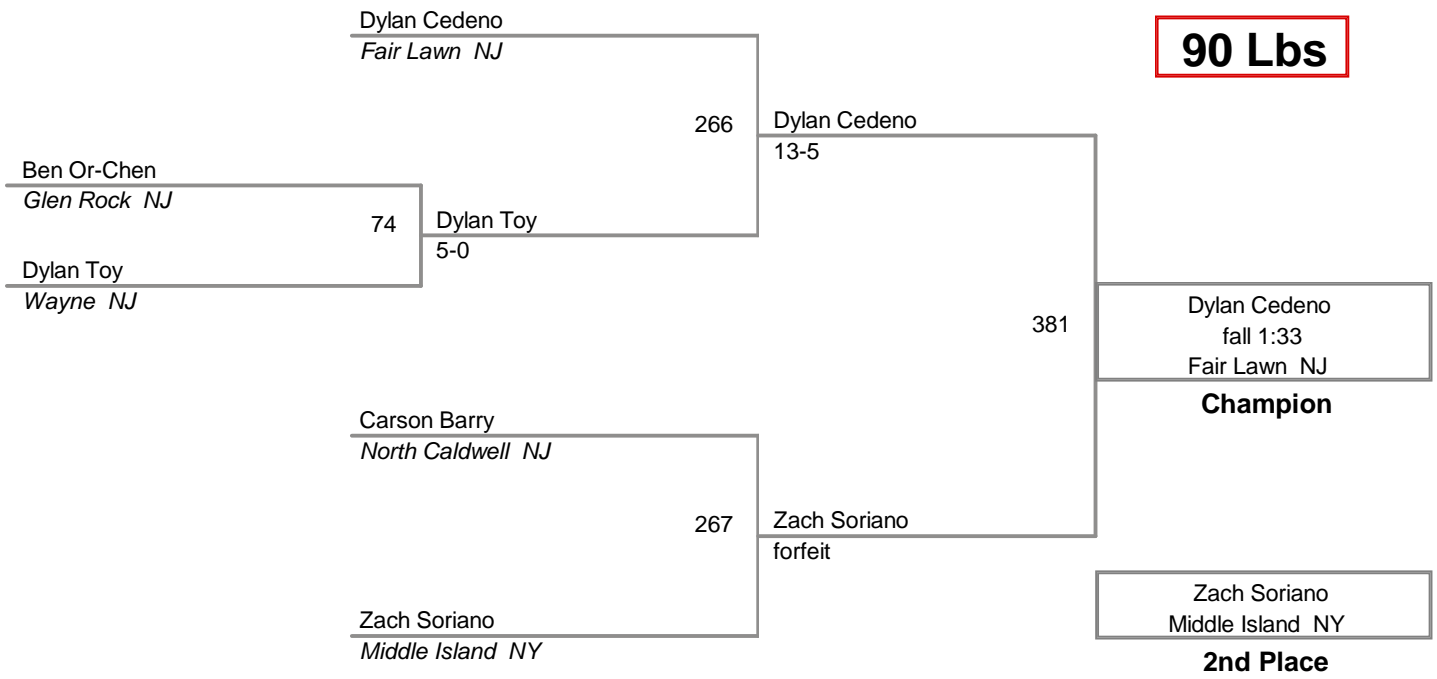 Dylan Cedeno
Fair Lawn NJ
90 Lbs
266
Dylan Cedeno
13-5
Ben Or-Chen
Glen Rock NJ
74
Dylan Toy
5-0
Dylan Toy
Wayne NJ
381
Dylan Cedeno
fall 1:33
Fair Lawn NJ
Champion
Carson Barry
North Caldwell NJ
267
Zach Soriano
forfeit
Zach Soriano
Middle Island NY
Zach Soriano
Middle Island NY
2nd Place